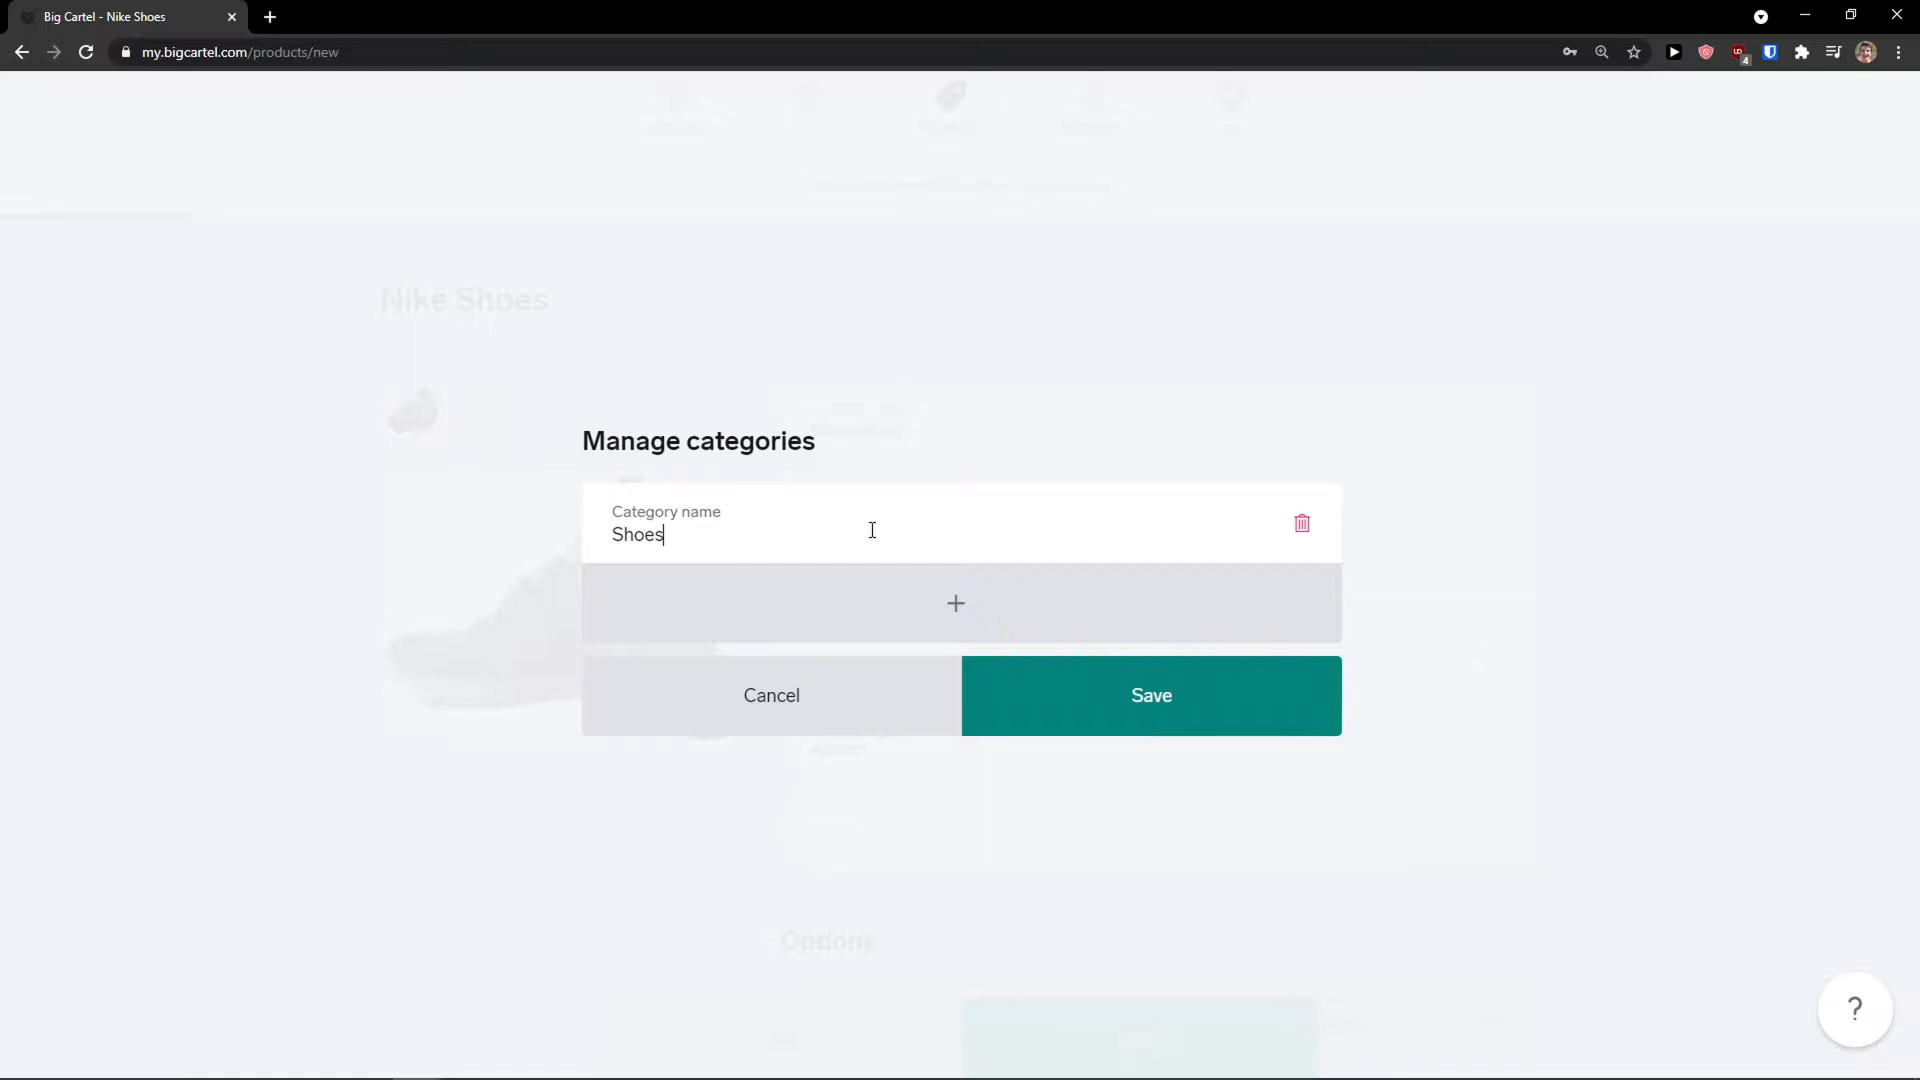 Big Cartel - Nike Shoes
my.bigcartel.com/products/new
4
Nike Shoes
Manage categories
Category name
Shoes
+
Cancel
Save
Options
?